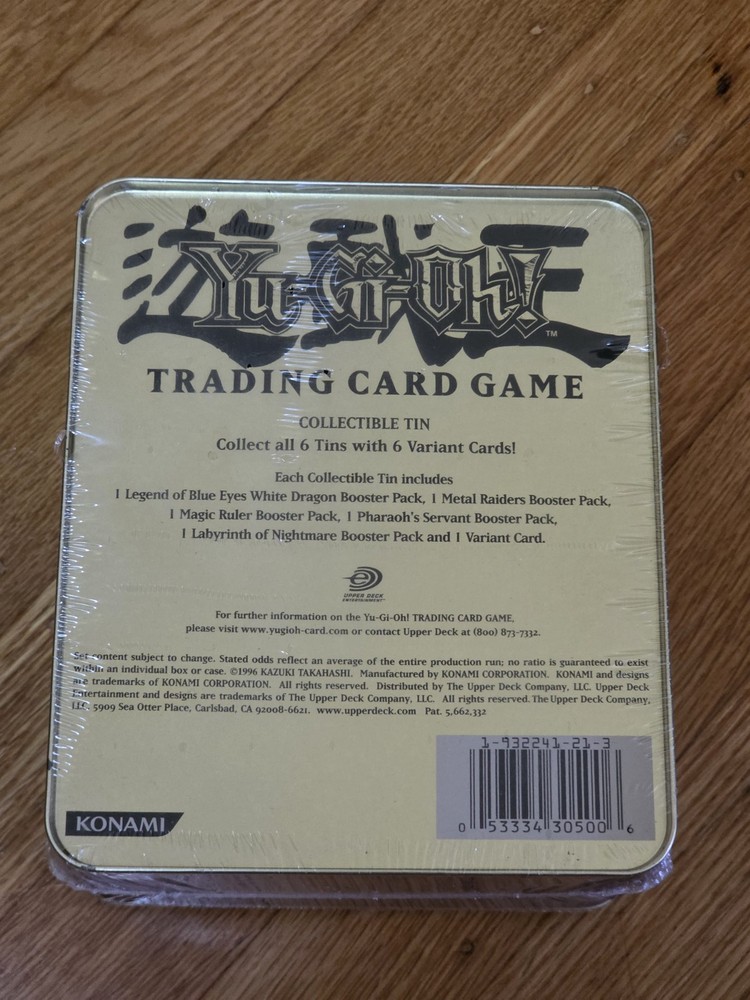 遊戯王
Yu-Gi-Oh!
TM
TRADING CARD GAME
COLLECTIBLE TIN
Collect all 6 Tins with 6 Variant Cards!
Each Collectible Tin includes
1 Legend of Blue Eyes White Dragon Booster Pack, 1 Metal Raiders Booster Pack,
1 Magic Ruler Booster Pack, 1 Pharaoh's Servant Booster Pack,
1 Labyrinth of Nightmare Booster Pack and 1 Variant Card.
UPPER DECK
ENTERTAINMENT
For further information on the Yu-Gi-Oh! TRADING CARD GAME,
please visit www.yugioh-card.com or contact Upper Deck at (800) 873-7332.
Set content subject to change. Stated odds reflect an average of the entire production run; no ratio is guaranteed to exist
within an individual box or case. ©1996 KAZUKI TAKAHASHI. Manufactured by KONAMI CORPORATION. KONAMI and designs
are trademarks of KONAMI CORPORATION. All rights reserved. Distributed by The Upper Deck Company, LLC. Upper Deck
Entertainment and designs are trademarks of The Upper Deck Company, LLC. All rights reserved. The Upper Deck Company,
LLC. 5909 Sea Otter Place, Carlsbad, CA 92008-6621. www.upperdeck.com Pat. 5,662,332
1-932241-21-3
0 53334 30500 6
KONAMI